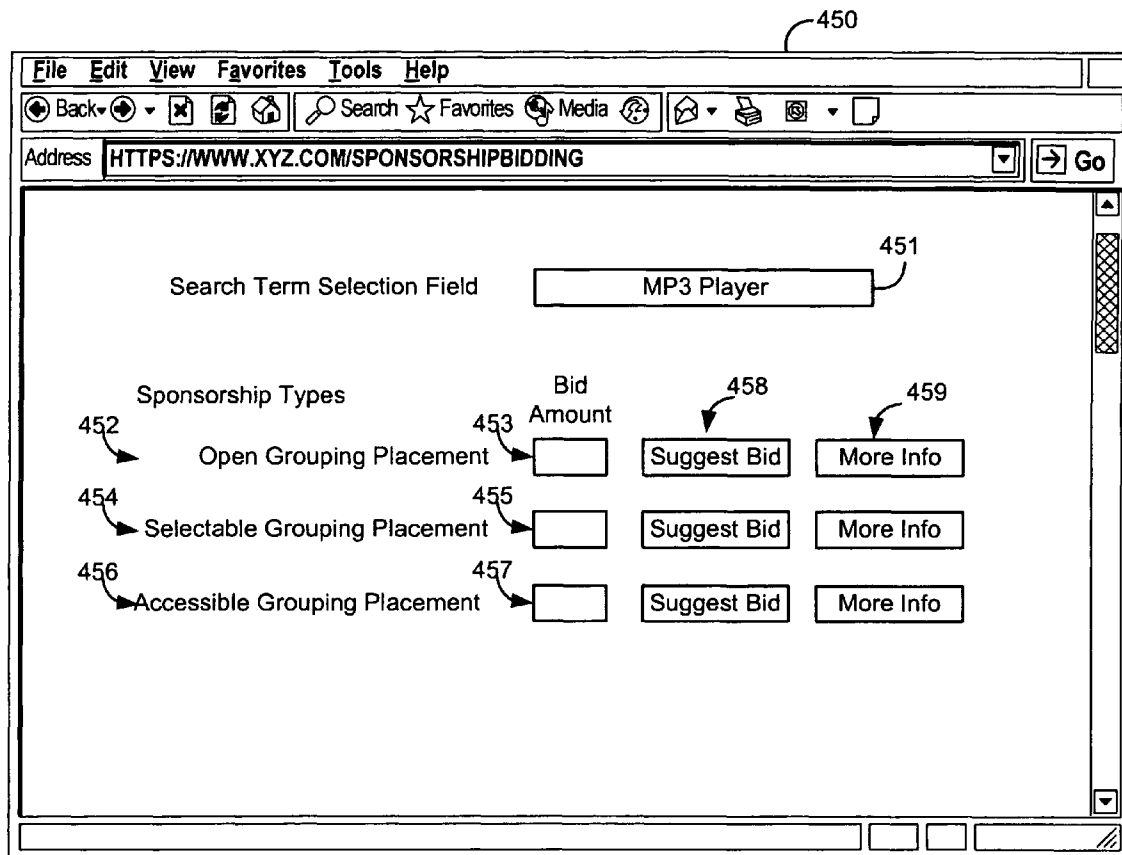 450
File Edit View Favorites Tools Help
Back Search Favorites Media
Address HTTPS://WWW.XYZ.COM/SPONSORSHIPBIDDING Go
451
Search Term Selection Field MP3 Player
Sponsorship Types Bid Amount 458 459
452 453
Open Grouping Placement Suggest Bid More Info
454 455
Selectable Grouping Placement Suggest Bid More Info
456 457
Accessible Grouping Placement Suggest Bid More Info